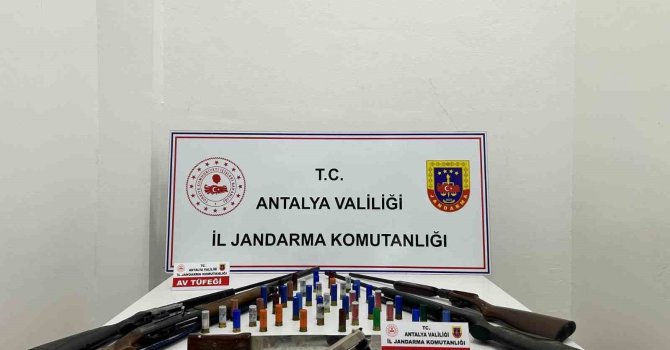 T.C.
ANTALYA VALİLİĞİ
İL JANDARMA KOMUTANLIĞI
JANDARMA
T.C.
ANTALYA VALİLİĞİ
İL JANDARMA KOMUTANLIĞI
AV TÜFEĞİ
T.C.
ANTALYA VALİLİĞİ
İL JANDARMA KOMUTANLIĞI